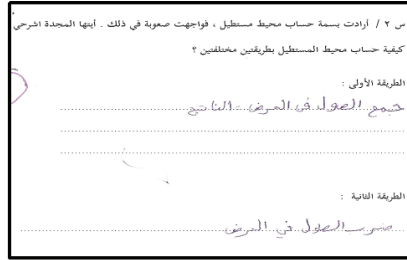 س ٢ / أرادت بسمة حساب محيط مستطيل ، فواجهت صعوبة في ذلك . أيتها المجدة اشرحي
كيفية حساب محيط المستطيل بطريقتين مختلفتين ؟
الطريقة الأولى :
جمع الطول في العرض = الناتج
الطريقة الثانية :
ضرب الطول في العرض